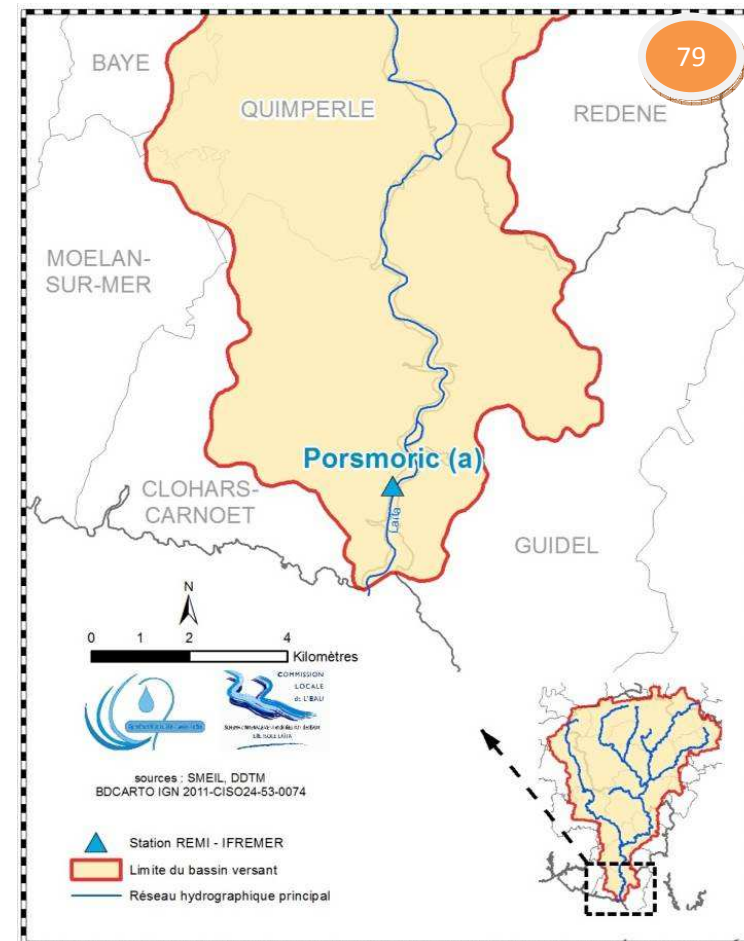 79
BAYE
QUIMPERLE
REDENE
MOELAN-
SUR-MER
Porsmoric (a)
CLOHARS-
CARNOET
Laïta
GUIDEL
N
0 1 2 4
Kilomètres
COMMISSION
LOCALE
de L'EAU
sources : SMEIL, DDTM
BDCARTO IGN 2011-CISO24-53-0074
Station REMI - IFREMER
Limite du bassin versant
Réseau hydrographique principal